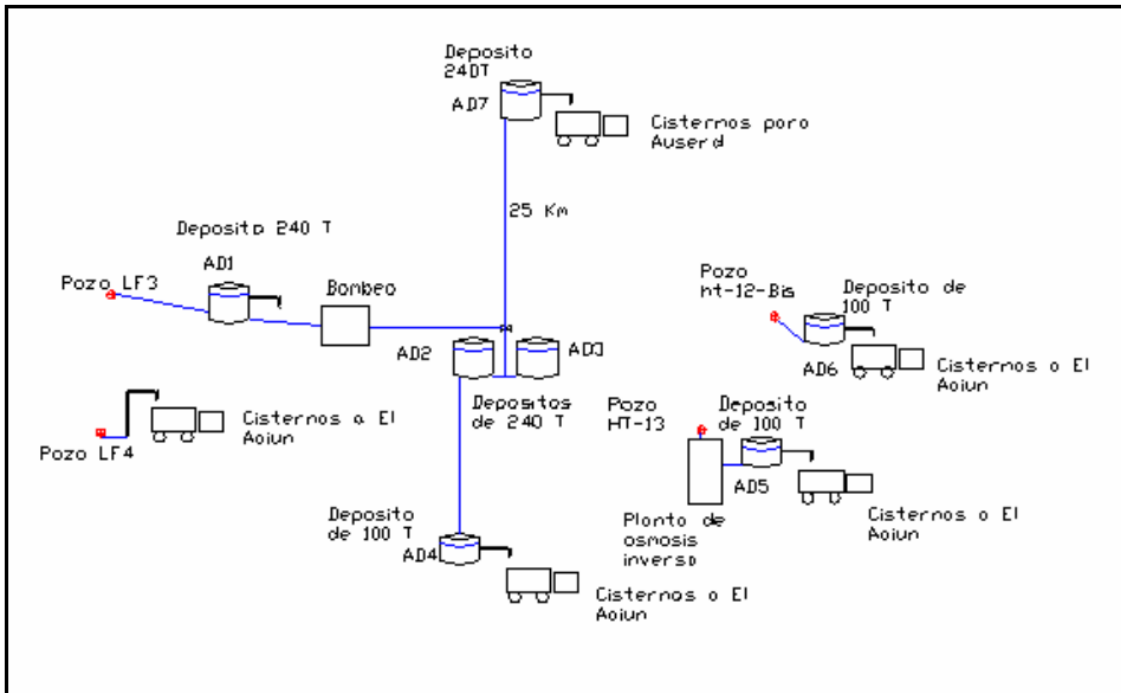 Deposito
240T
AD7
Cisternos poro
Auserd
25 Km
Deposito 240 T
AD1
Pozo LF3
Bombeo
Pozo
ht-12-Bis
Deposito de
100 T
AD2
AD3
AD6
Cisternos o El
Aoiun
Depositos
de 240 T
Cisternos a El
Aoiun
Pozo LF4
Pozo
HT-13
Deposito
de 100 T
AD5
Cisternos o El
Aoiun
Plonto de
osmosis
inverso
Deposito
de 100 T
AD4
Cisternos o El
Aoiun